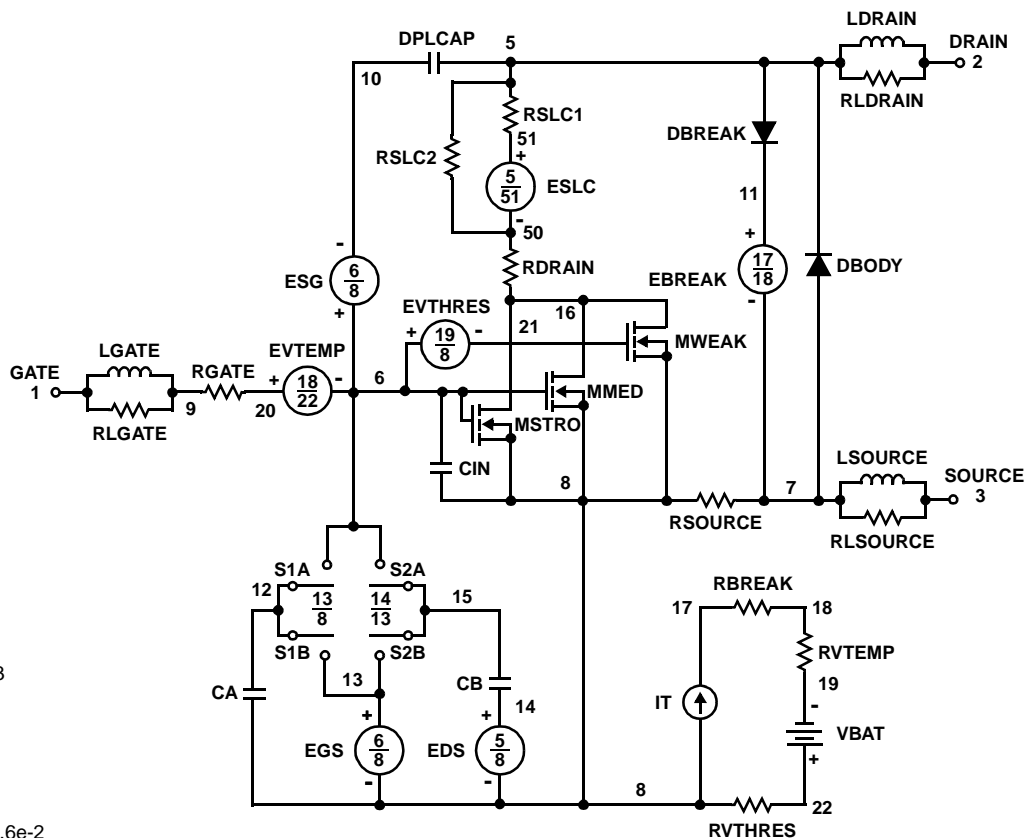 LDRAIN
DPLCAP
5
DRAIN
2
10
RLDRAIN
RSLC1
51
DBREAK
RSLC2
+
5
51
ESLC
-
50
11
-
6
8
ESG
+
RDRAIN
+
17
18
EBREAK
-
DBODY
EVTHRES
16
21
+
19
8
-
MWEAK
LGATE
EVTEMP
GATE
1
RGATE
+
18
22
-
6
MMED
9
20
RLGATE
MSTRO
LSOURCE
CIN
8
7
SOURCE
3
RSOURCE
RLSOURCE
S1A
S2A
12
13
8
14
13
15
RBREAK
17
18
S1B
S2B
RVTEMP
13
CB
19
CA
IT
-
14
+
+
VBAT
EGS
6
8
EDS
5
8
+
-
-
8
22
RVTHRES
3
.6e-2